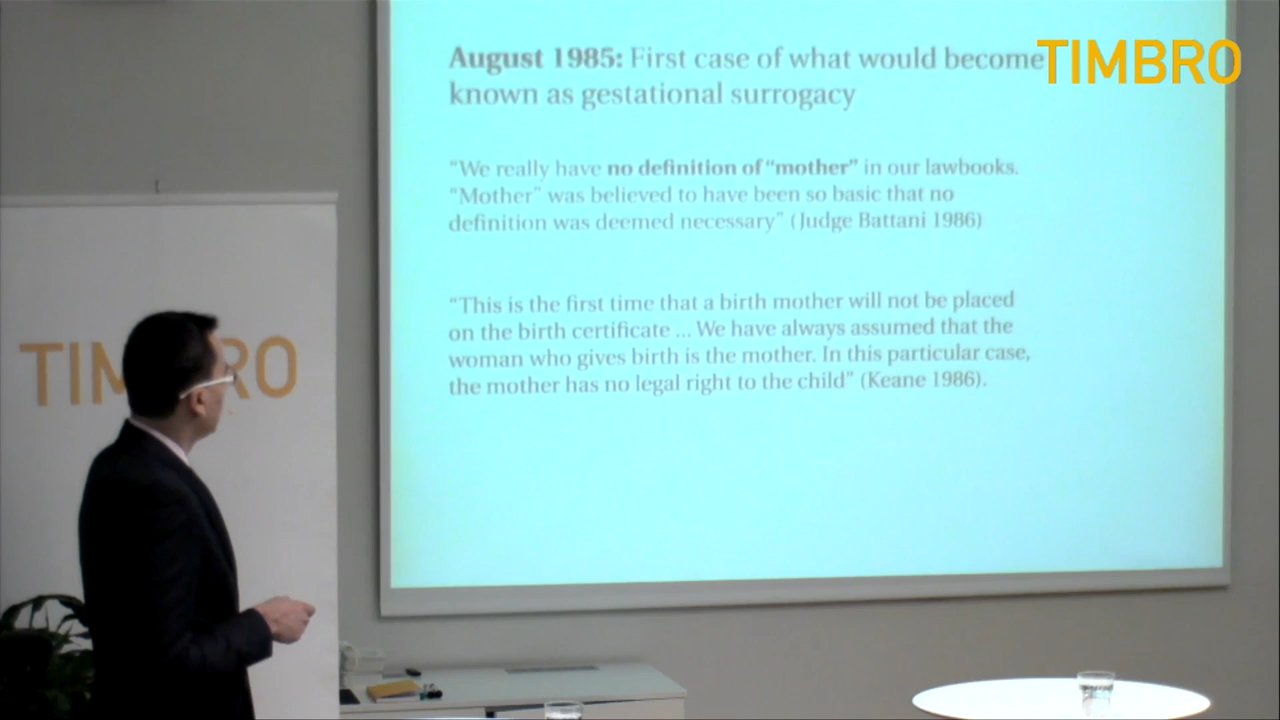 August 1985: First case of what would become
known as gestational surrogacy
TIMBRO
“We really have no definition of “mother” in our lawbooks.
“Mother” was believed to have been so basic that no
definition was deemed necessary” (Judge Battani 1986)
“This is the first time that a birth mother will not be placed
on the birth certificate ... We have always assumed that the
woman who gives birth is the mother. In this particular case,
the mother has no legal right to the child” (Keane 1986).